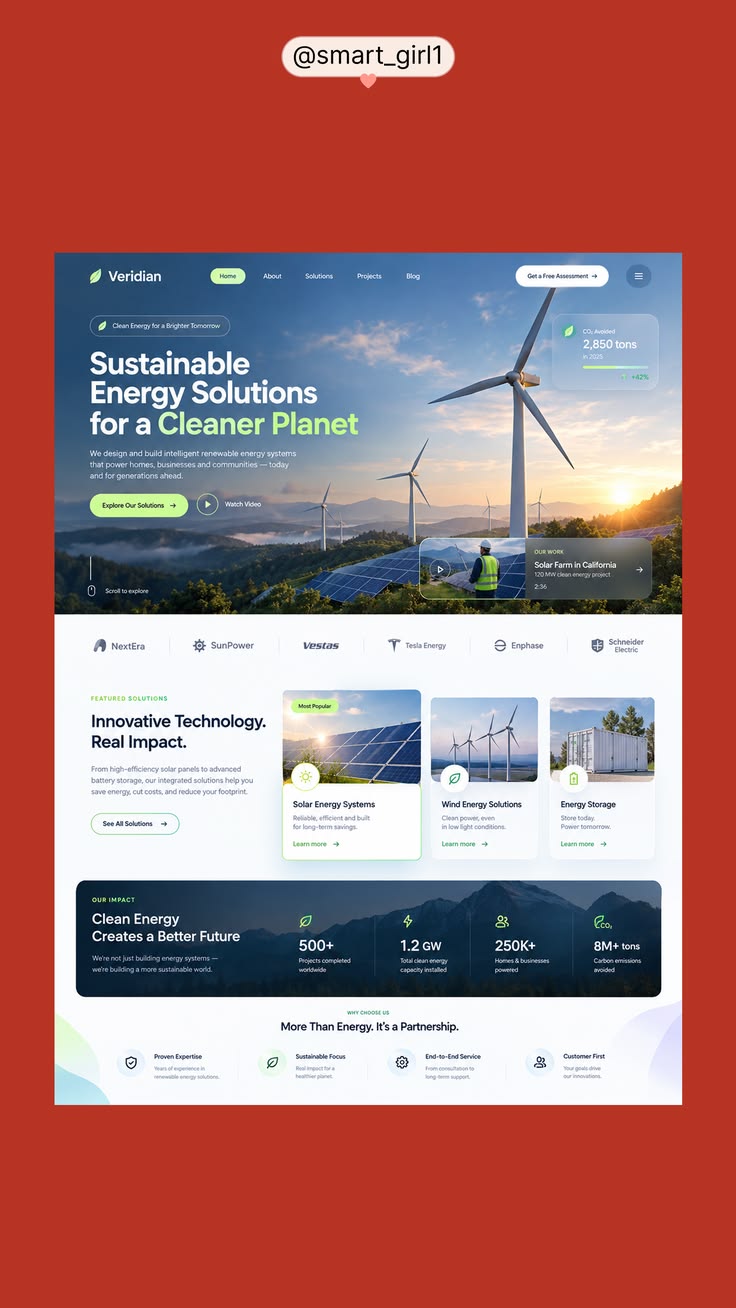 @smart_girl1
Veridian
Home
About
Solutions
Projects
Blog
Get a Free Assessment
Clean Energy for a Brighter Tomorrow
Sustainable
Energy Solutions
for a Cleaner Planet
We design and build intelligent renewable energy systems
that power homes, businesses and communities — today
and for generations ahead.
Explore Our Solutions
Watch Video
Scroll to explore
CO₂ Avoided
2,850 tons
in 2025
+42%
OUR WORK
Solar Farm in California
120 MW clean energy project
2:36
NextEra
SunPower
Vestas
Tesla Energy
Enphase
Schneider
Electric
FEATURED SOLUTIONS
Innovative Technology.
Real Impact.
From high-efficiency solar panels to advanced
battery storage, our integrated solutions help you
save energy, cut costs, and reduce your footprint.
See All Solutions
Most Popular
Solar Energy Systems
Reliable, efficient and built
for long-term savings.
Learn more
Wind Energy Solutions
Clean power, even
in low light conditions.
Learn more
Energy Storage
Store today.
Power tomorrow.
Learn more
OUR IMPACT
Clean Energy
Creates a Better Future
We're not just building energy systems —
we're building a more sustainable world.
500+
Projects completed
worldwide
1.2 GW
Total clean energy
capacity installed
250K+
Homes & businesses
powered
CO₂
8M+ tons
Carbon emissions
avoided
WHY CHOOSE US
More Than Energy. It's a Partnership.
Proven Expertise
Years of experience in
renewable energy solutions.
Sustainable Focus
Real impact for a
healthier planet.
End-to-End Service
From consultation to
long-term support.
Customer First
Your goals drive
our innovations.